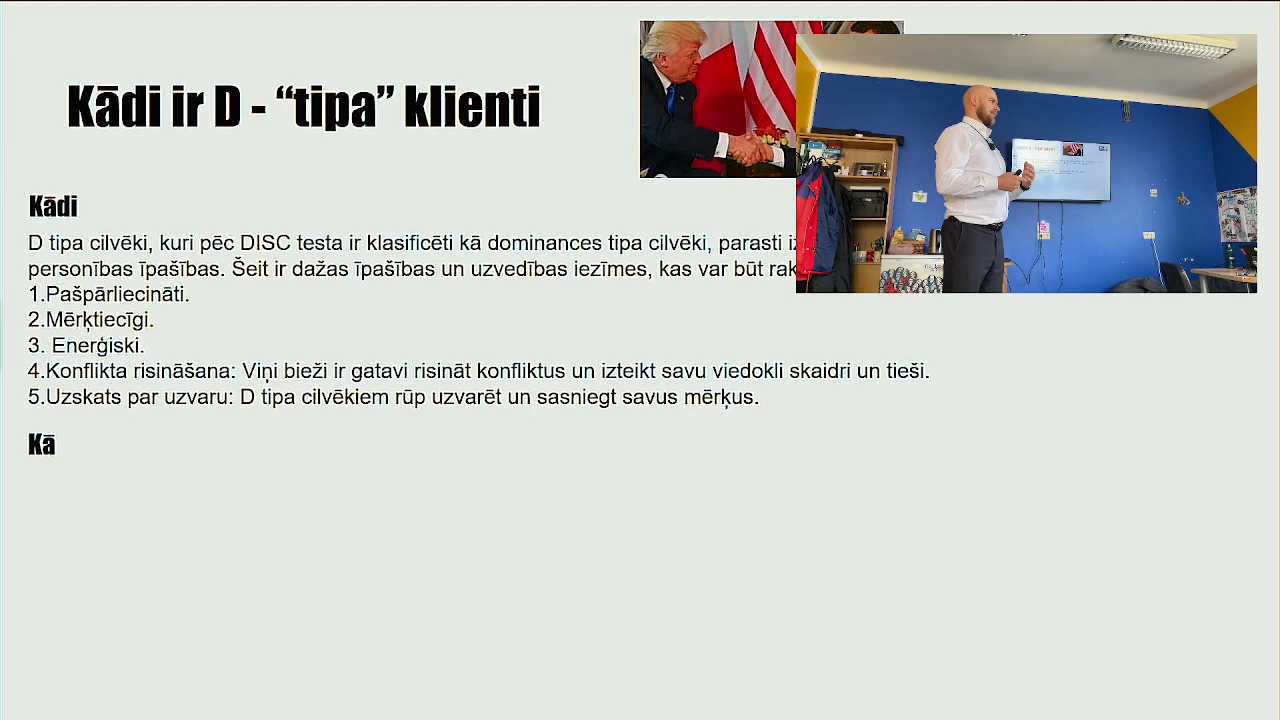 Kādi ir D - “tipa” klienti
Kādi
D tipa cilvēki, kuri pēc DISC testa ir klasificēti kā dominances tipa cilvēki, parasti
personības īpašības. Šeit ir dažas īpašības un uzvedības iezīmes, kas var būt
1.Pašpārliecināti.
2.Mērķtiecīgi.
3. Enerģiski.
4.Konflikta risināšana: Viņi bieži ir gatavi risināt konfliktus un izteikt savu viedokli skaidri un tieši.
5.Uzskats par uzvaru: D tipa cilvēkiem rūp uzvarēt un sasniegt savus mērķus.
Kā